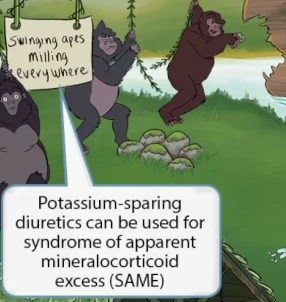 Swinging apes
milling
everywhere
Potassium-sparing
diuretics can be used for
syndrome of apparent
mineralocorticoid
excess (SAME)